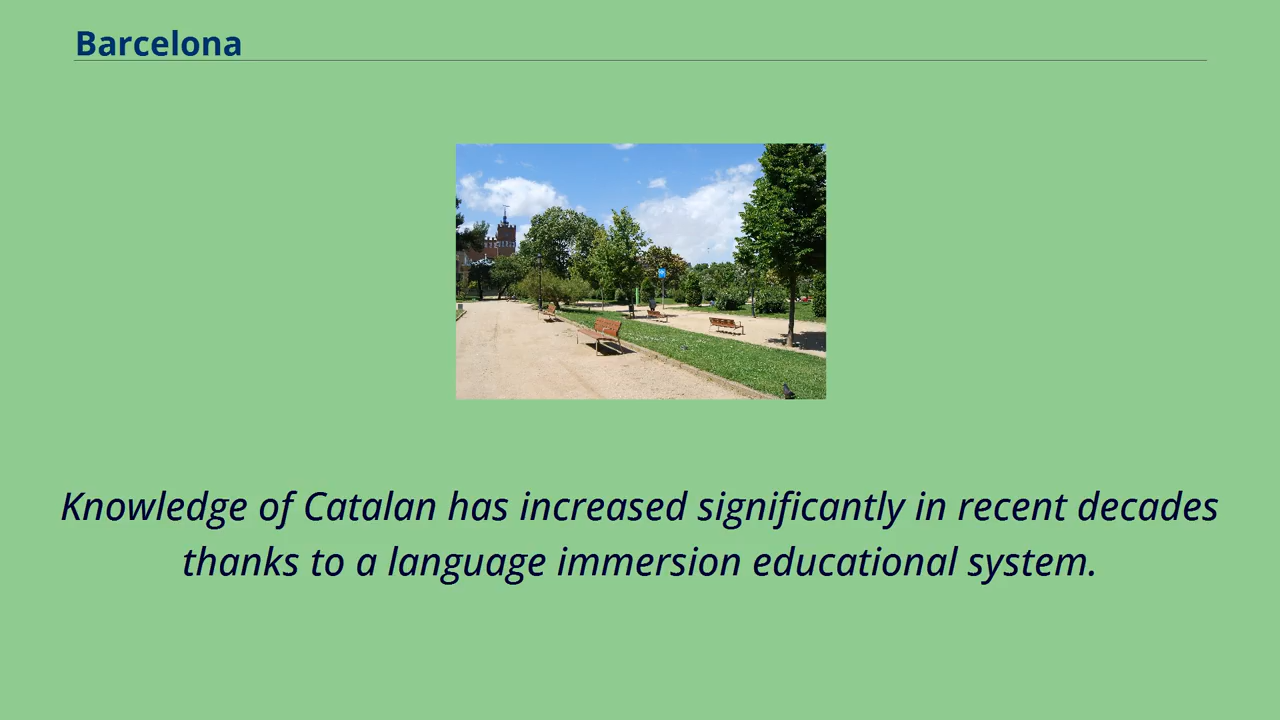 Barcelona
Knowledge of Catalan has increased significantly in recent decades
thanks to a language immersion educational system.